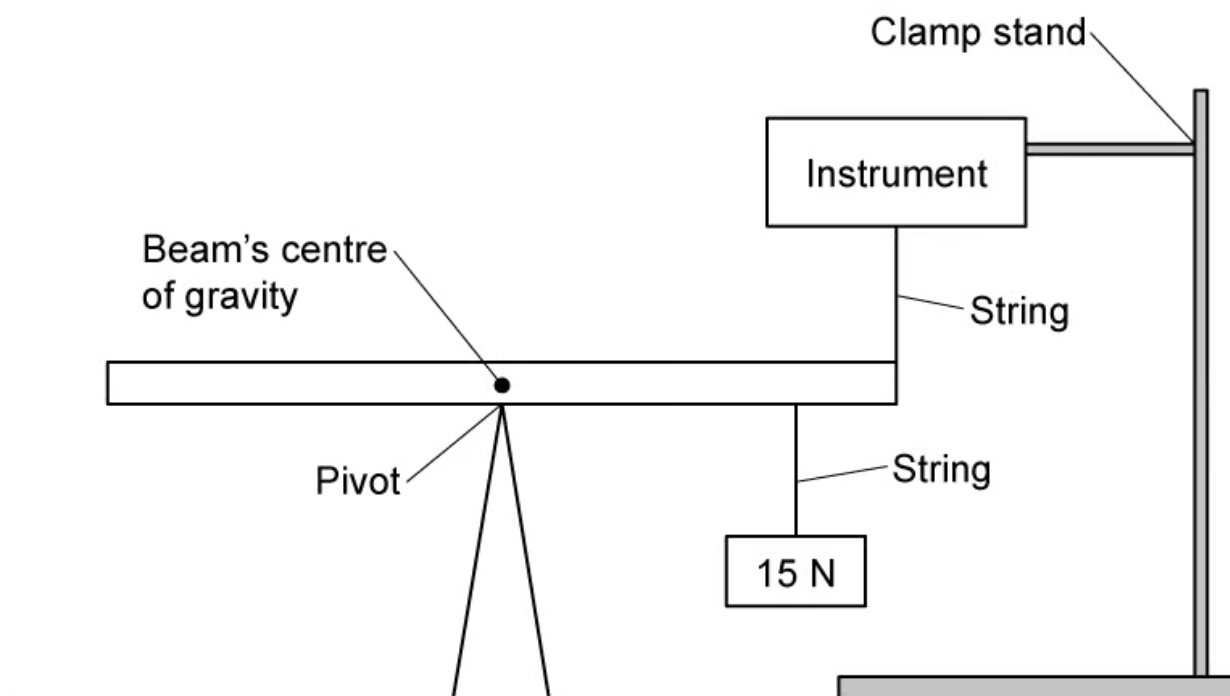 Clamp stand
Instrument
Beam’s centre
of gravity
String
Pivot
String
15 N